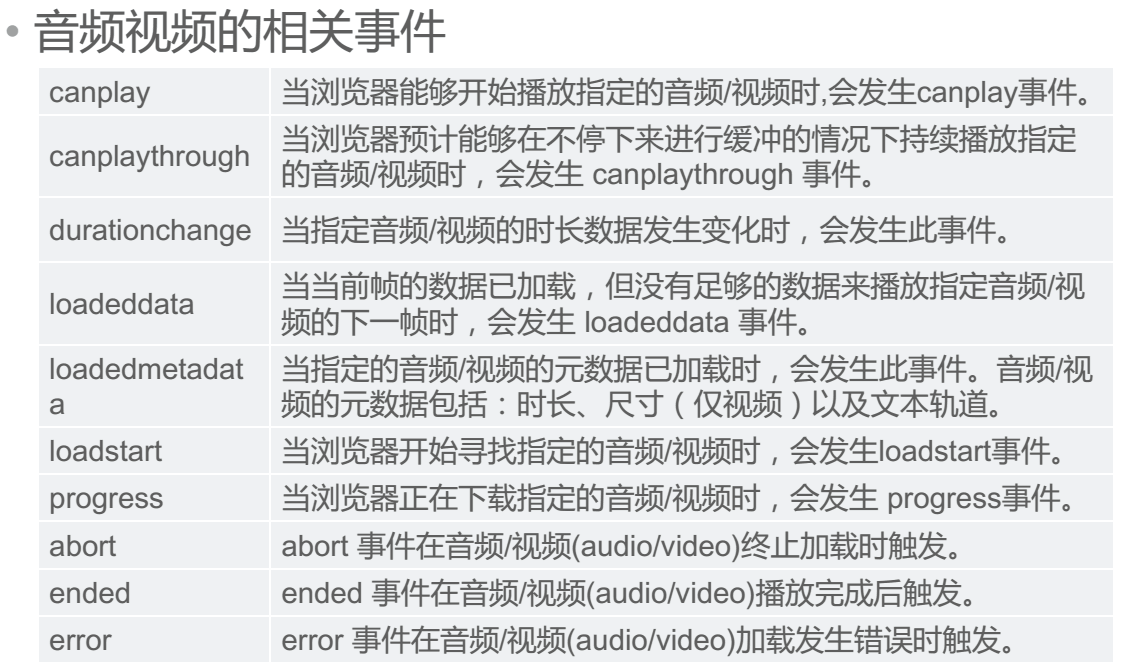 • 音频视频的相关事件
canplay 当浏览器能够开始播放指定的音频/视频时,会发生canplay事件。
canplaythrough 当浏览器预计能够在不停下来进行缓冲的情况下持续播放指定
的音频/视频时，会发生 canplaythrough 事件。
durationchange 当指定音频/视频的时长数据发生变化时，会发生此事件。
loadeddata 当当前帧的数据已加载，但没有足够的数据来播放指定音频/视
频的下一帧时，会发生 loadeddata 事件。
loadedmetadat 当指定的音频/视频的元数据已加载时，会发生此事件。音频/视
a 频的元数据包括：时长、尺寸（仅视频）以及文本轨道。
loadstart 当浏览器开始寻找指定的音频/视频时，会发生loadstart事件。
progress 当浏览器正在下载指定的音频/视频时，会发生 progress事件。
abort abort 事件在音频/视频(audio/video)终止加载时触发。
ended ended 事件在音频/视频(audio/video)播放完成后触发。
error error 事件在音频/视频(audio/video)加载发生错误时触发。